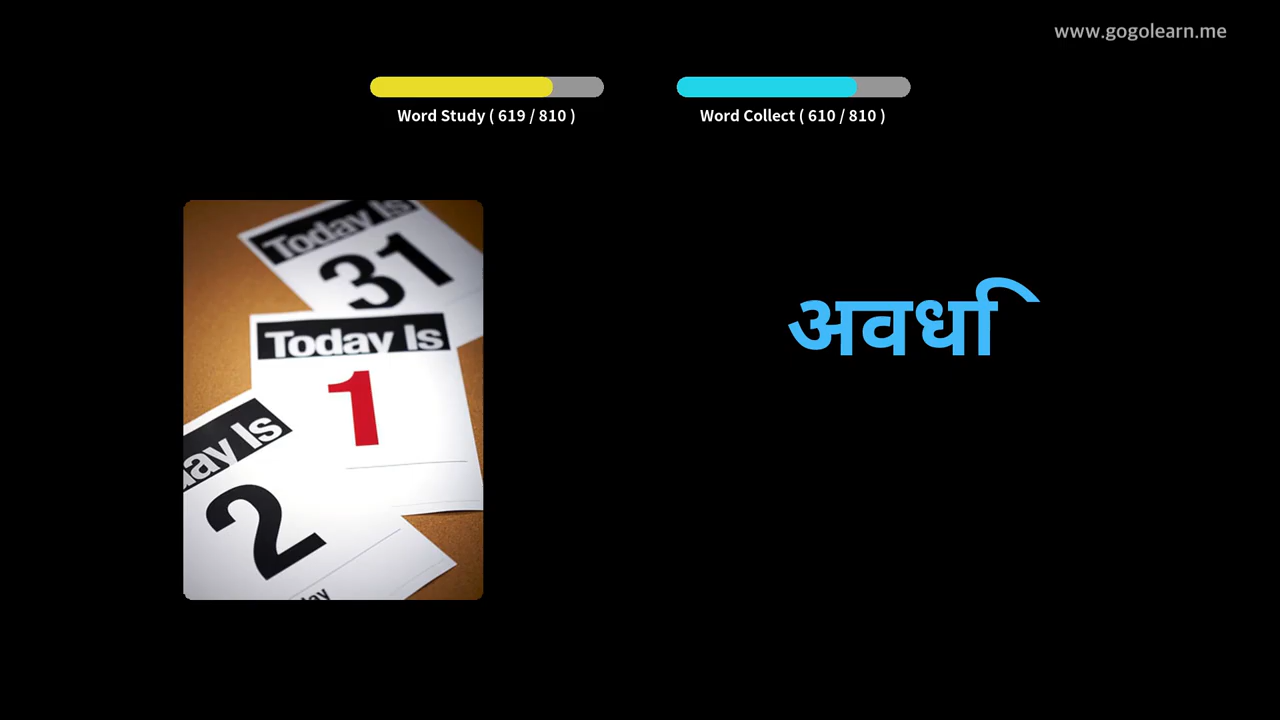 www.gogolearn.me
Word Study ( 619 / 810 )
Word Collect ( 610 / 810 )
Today Is
31
Today Is
1
अवधि
ay Is
2